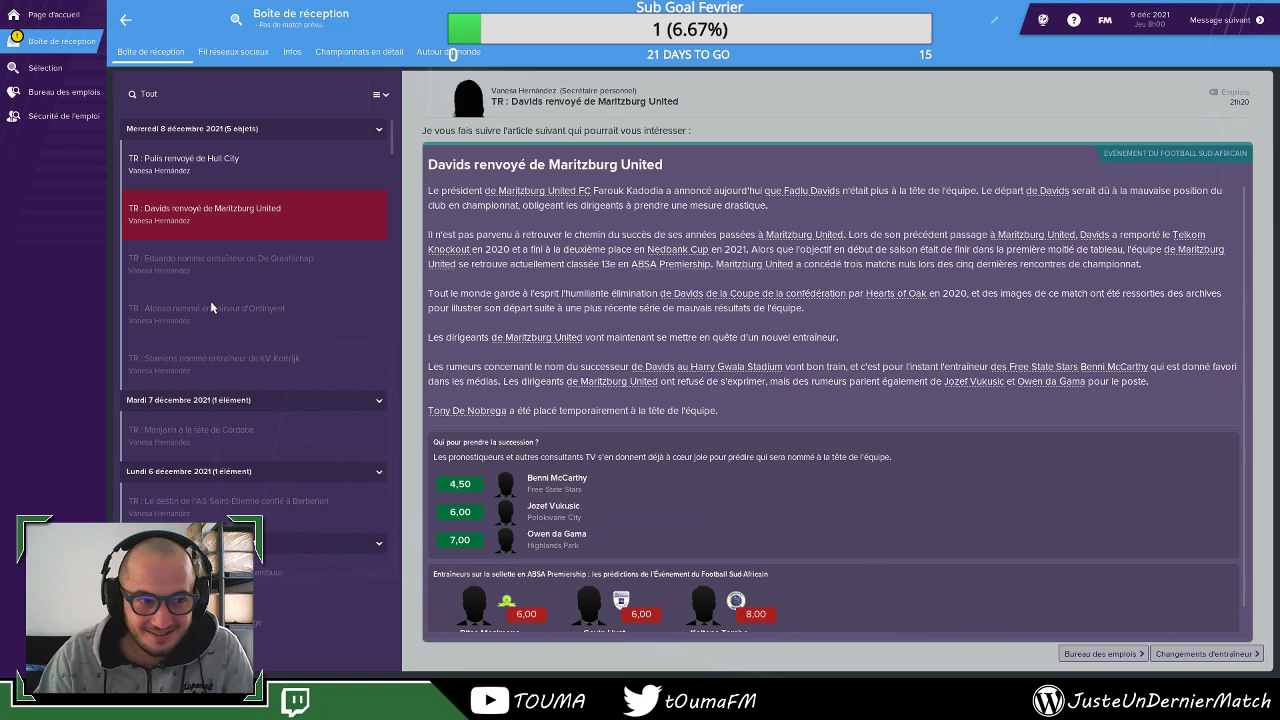 Page d'accueil
1
Boîte de réception
Sélection
Bureau des emplois
Sécurité de l'emploi
Boîte de réception
- Pas de match prévu.
Boîte de réception
Fil réseaux sociaux
Infos
Championnats en détail
Autour du monde
Sub Goal Fevrier
1 (6.67%)
0
21 DAYS TO GO
15
FM
9 déc 2021
Jeu 8h00
Message suivant
Tout
Mercredi 8 décembre 2021 (5 objets)
TR : Pulis renvoyé de Hull City
Vanesa Hernández
TR : Davids renvoyé de Maritzburg United
Vanesa Hernández
TR : Eduardo nommé entraîneur de De Graafschap
Vanesa Hernández
TR : Alonso nommé entraîneur d'Ontinyent
Vanesa Hernández
TR : Staelens nommé entraîneur de KV Kortrijk
Vanesa Hernández
Mardi 7 décembre 2021 (1 élément)
TR : Manjarín à la tête de Córdoba
Vanesa Hernández
Lundi 6 décembre 2021 (1 élément)
TR : Le destin de l'AS Saint-Étienne confié à Berberian
Vanesa Hernández
Vanesa Hernández (Secrétaire personnel)
TR : Davids renvoyé de Maritzburg United
Emplois
21h20
Je vous fais suivre l'article suivant qui pourrait vous intéresser :
ÉVÉNEMENT DU FOOTBALL SUD-AFRICAIN
Davids renvoyé de Maritzburg United
Le président de Maritzburg United FC Farouk Kadodia a annoncé aujourd'hui que Fadlu Davids n'était plus à la tête de l'équipe. Le départ de Davids serait dû à la mauvaise position du
club en championnat, obligeant les dirigeants à prendre une mesure drastique.
Il n'est pas parvenu à retrouver le chemin du succès de ses années passées à Maritzburg United. Lors de son précédent passage à Maritzburg United, Davids a remporté le Telkom
Knockout en 2020 et a fini à la deuxième place en Nedbank Cup en 2021. Alors que l'objectif en début de saison était de finir dans la première moitié de tableau, l'équipe de Maritzburg
United se retrouve actuellement classée 13e en ABSA Premiership. Maritzburg United a concédé trois matchs nuls lors des cinq dernières rencontres de championnat.
Tout le monde garde à l'esprit l'humiliante élimination de Davids de la Coupe de la confédération par Hearts of Oak en 2020, et des images de ce match ont été ressorties des archives
pour illustrer son départ suite à une plus récente série de mauvais résultats de l'équipe.
Les dirigeants de Maritzburg United vont maintenant se mettre en quête d'un nouvel entraîneur.
Les rumeurs concernant le nom du successeur de Davids au Harry Gwala Stadium vont bon train, et c'est pour l'instant l'entraîneur des Free State Stars Benni McCarthy qui est donné favori
dans les médias. Les dirigeants de Maritzburg United ont refusé de s'exprimer, mais des rumeurs parlent également de Jozef Vukusic et Owen da Gama pour le poste.
Tony De Nobrega a été placé temporairement à la tête de l'équipe.
Qui pour prendre la succession ?
Les pronostiqueurs et autres consultants TV s'en donnent déjà à cœur joie pour prédire qui sera nommé à la tête de l'équipe.
4,50
Benni McCarthy
Free State Stars
6,00
Jozef Vukusic
Polokwane City
7,00
Owen da Gama
Highlands Park
Entraîneurs sur la sellette en ABSA Premiership : les prédictions de l'Événement du Football Sud-Africain
6,00
6,00
8,00
Bureau des emplois
Changements d'entraîneur
TOUMA
tOumaFM
JusteUnDernierMatch